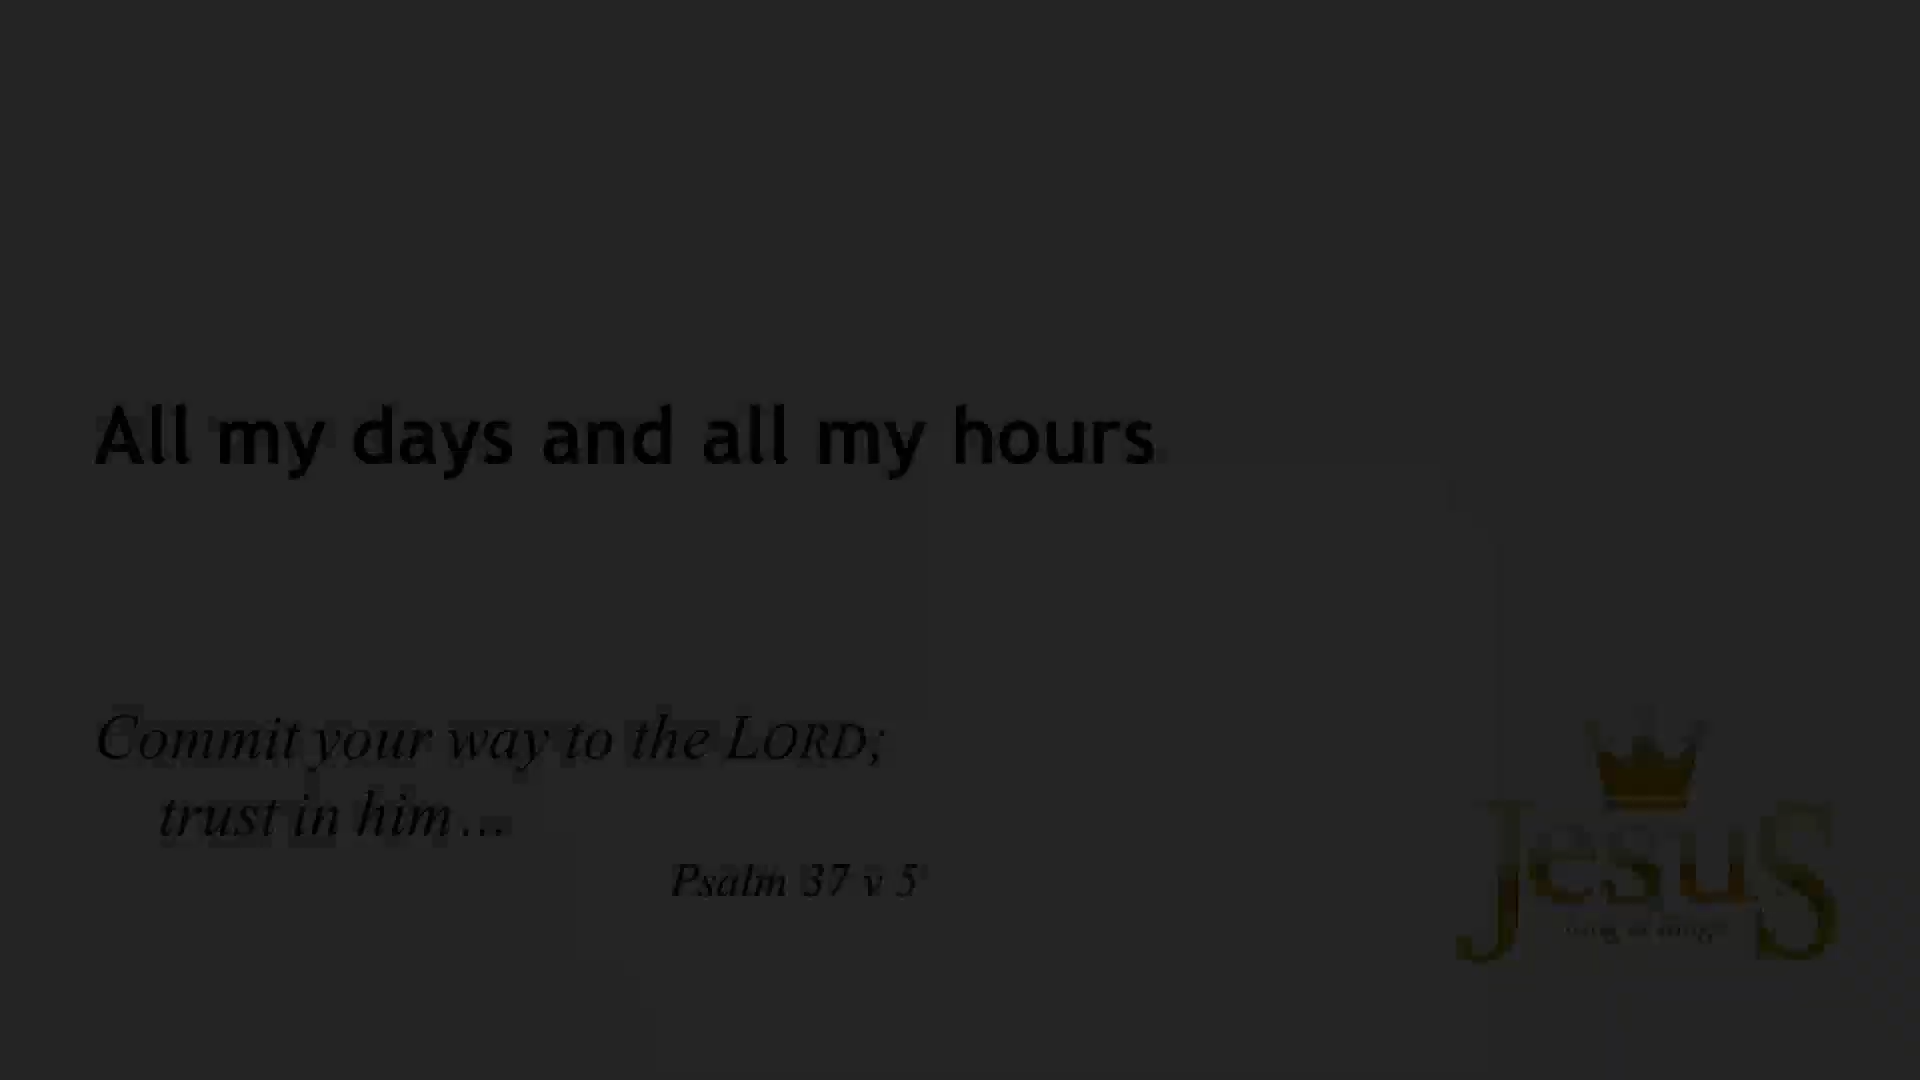 All my days and all my hours
Commit your way to the LORD;
trust in him...
Psalm 37 v 5
JesuS